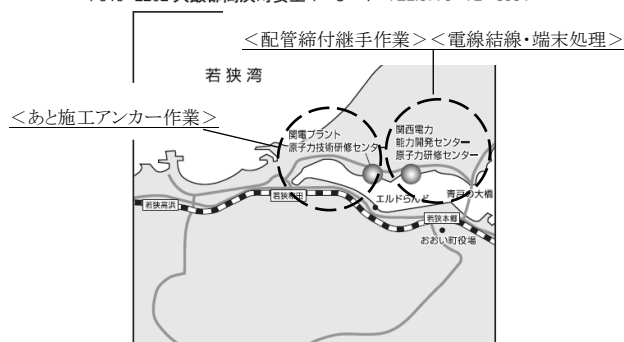 ＜配管締付継手作業＞＜電線結線・端末処理＞
若狭湾
＜あと施工アンカー作業＞
関電プラント
原子力技術研修センター
関西電力
能力開発センター
原子力研修センター
若狭高浜
若狭和田
エルどらんど
青戸の大橋
若狭本郷
おおい町役場